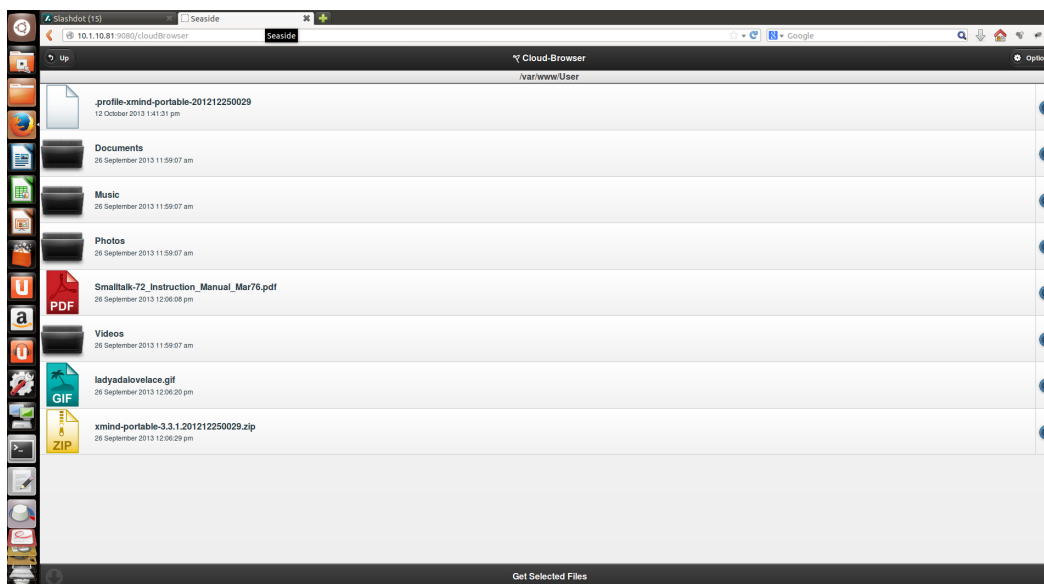 Slashdot (15)
Seaside
10.1.10.81:9080/cloudBrowser
Seaside
Google
Up
Cloud-Browser
Optio
/var/www/User
.profile-xmind-portable-201212250029
12 October 2013 1:41:31 pm
Documents
26 September 2013 11:59:07 am
Music
26 September 2013 11:59:07 am
Photos
26 September 2013 11:59:07 am
PDF
Smalltalk-72_Instruction_Manual_Mar76.pdf
26 September 2013 12:06:08 pm
Videos
26 September 2013 11:59:07 am
GIF
ladyadalovelace.gif
26 September 2013 12:06:20 pm
ZIP
xmind-portable-3.3.1.201212250029.zip
26 September 2013 12:06:29 pm
Get Selected Files